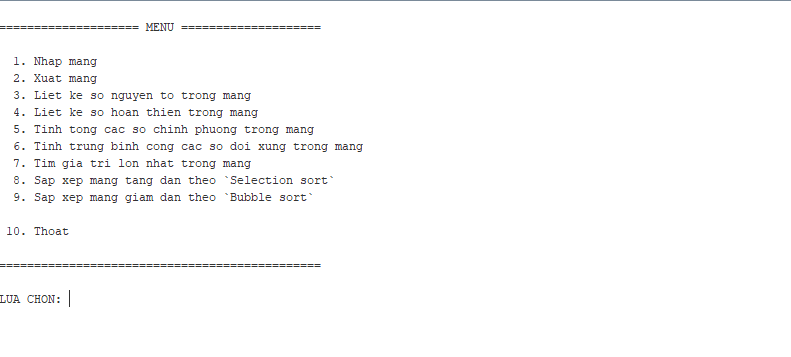 ==================== MENU ====================
1. Nhap mang
2. Xuat mang
3. Liet ke so nguyen to trong mang
4. Liet ke so hoan thien trong mang
5. Tinh tong cac so chinh phuong trong mang
6. Tinh trung binh cong cac so doi xung trong mang
7. Tim gia tri lon nhat trong mang
8. Sap xep mang tang dan theo `Selection sort`
9. Sap xep mang giam dan theo `Bubble sort`
10. Thoat
==============================================
LUA CHON: